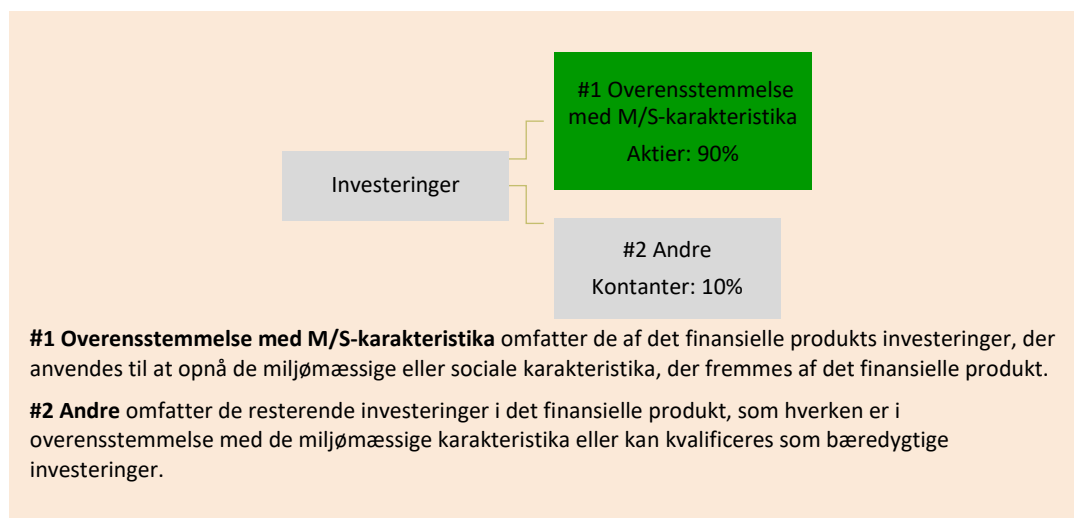 #1 Overensstemmelse
med M/S-karakteristika
Aktier: 90%
Investeringer
#2 Andre
Kontanter: 10%
#1 Overensstemmelse med M/S-karakteristika omfatter de af det finansielle produkts investeringer, der
anvendes til at opnå de miljømæssige eller sociale karakteristika, der fremmes af det finansielle produkt.
#2 Andre omfatter de resterende investeringer i det finansielle produkt, som hverken er i
overensstemmelse med de miljømæssige karakteristika eller kan kvalificeres som bæredygtige
investeringer.